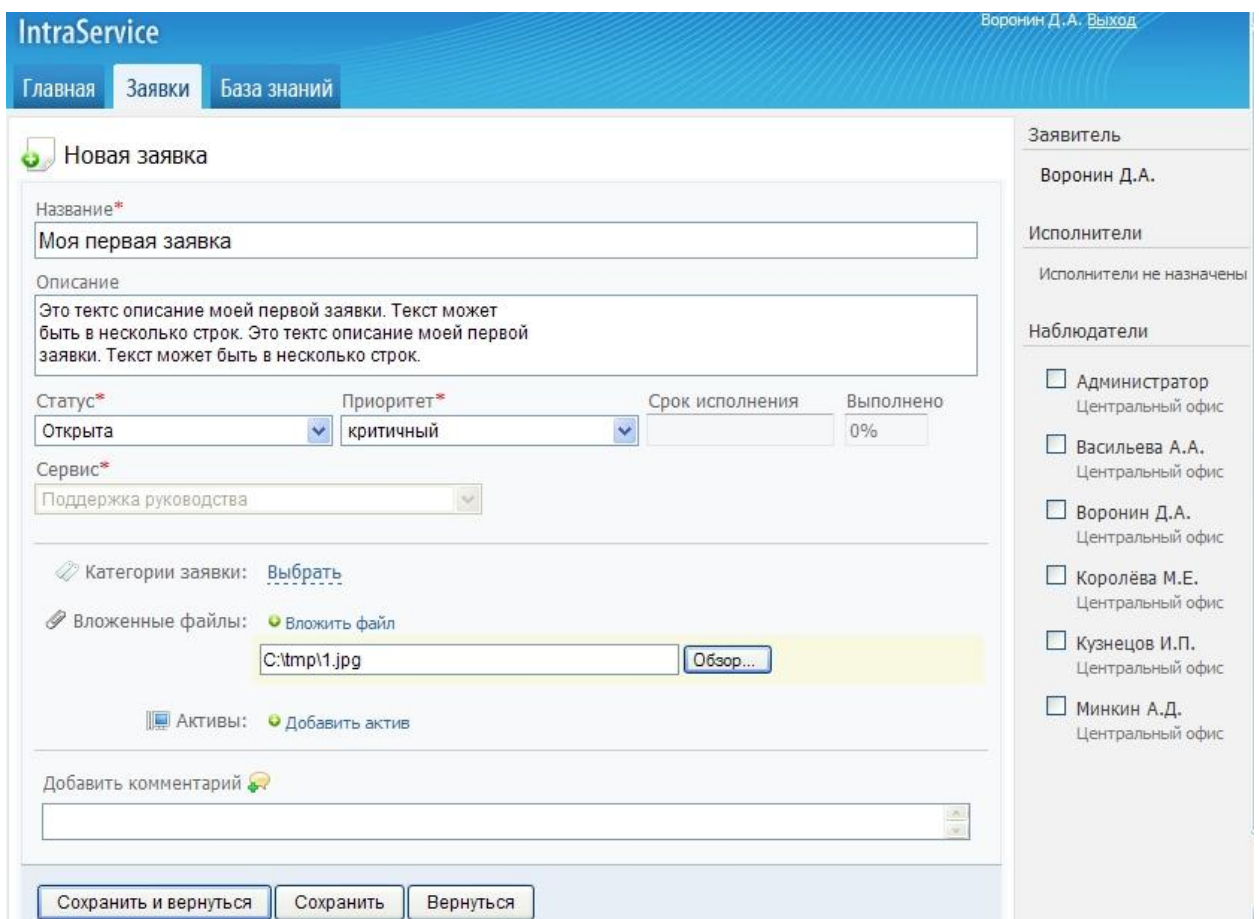 IntraService
Воронин Д.А. Выход
Главная Заявки База знаний
Новая заявка
Название*
Моя первая заявка
Описание
Это тектс описание моей первой заявки. Текст может
быть в несколько строк. Это тектс описание моей первой
заявки. Текст может быть в несколько строк.
Статус* Приоритет* Срок исполнения Выполнено
Открыта критичный 0%
Сервис*
Поддержка руководства
Категории заявки: Выбрать
Вложенные файлы: Вложить файл
C:\tmp\1.jpg Обзор...
Активы: Добавить актив
Добавить комментарий
Сохранить и вернуться Сохранить Вернуться
Заявитель
Воронин Д.А.
Исполнители
Исполнители не назначены
Наблюдатели
Администратор
Центральный офис
Васильева А.А.
Центральный офис
Воронин Д.А.
Центральный офис
Королёва М.Е.
Центральный офис
Кузнецов И.П.
Центральный офис
Минкин А.Д.
Центральный офис